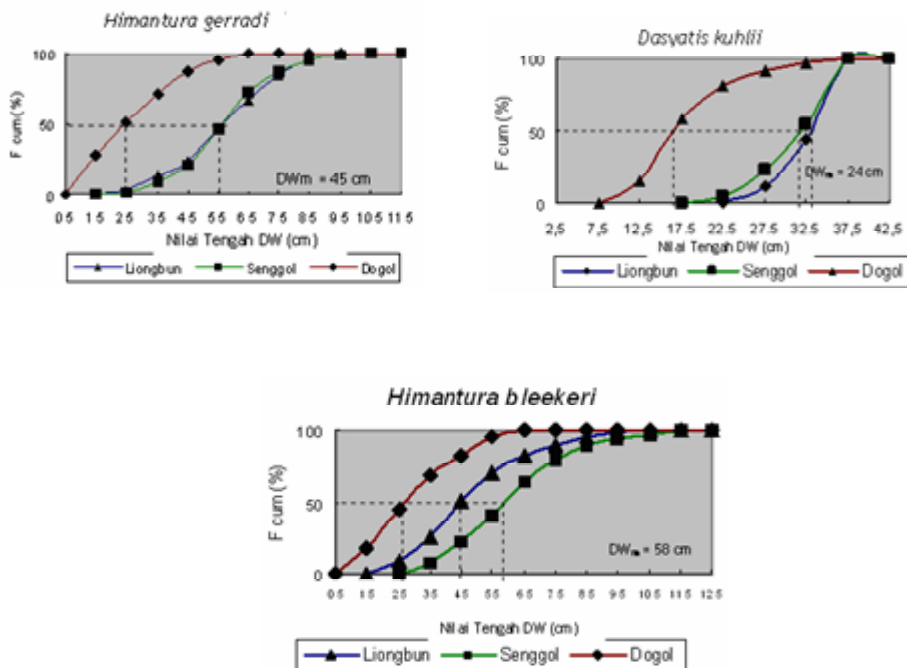 Himantura gerradi
100
50
0
F cum (%)
DWm = 45 cm
05 15 25 35 45 55 65 75 85 95 105 115
Nilai Tengah DW (cm)
Liongbun Senggol Dogol
Dasyatis kuhlii
100
50
0
F cum (%)
DWm = 24 cm
2,5 7,5 12,5 17,5 22,5 27,5 32,5 37,5 42,5
Nilai Tengah DW (cm)
Liongbun Senggol Dogol
Himantura bleekeri
100
50
0
F cum (%)
DWm = 58 cm
05 15 25 35 45 55 65 75 85 95 105 115 125
Nilai Tengah DW (cm)
Liongbun Senggol Dogol